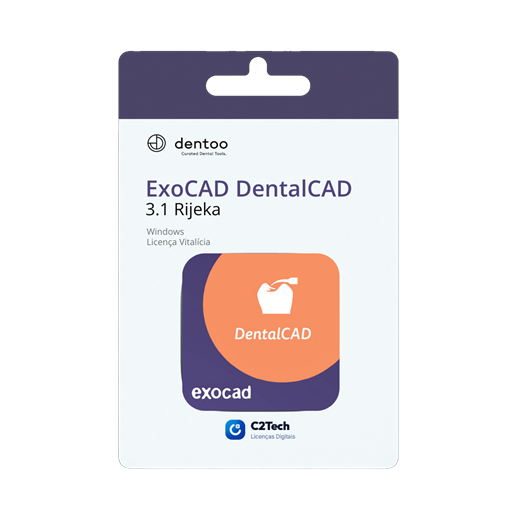 dentoo
Curated Dental Tools.
ExoCAD DentalCAD
3.1 Rijeka
Windows
Licença Vitalícia
DentalCAD
exocad
C2Tech
Licenças Digitais